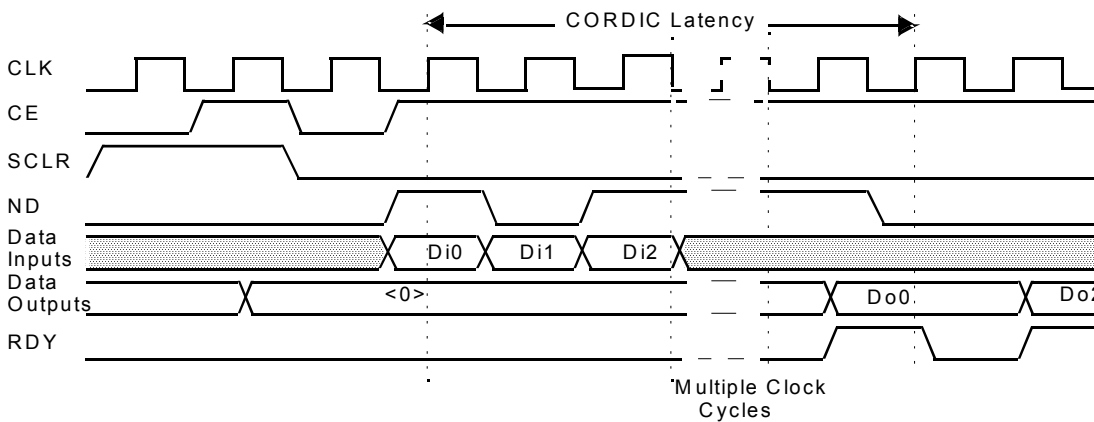 CORDIC Latency
CLK
CE
SCLR
ND
Data
Inputs
Di0 Di1 Di2
Data
Outputs
<0> Do0 Do2
RDY
Multiple Clock
Cycles